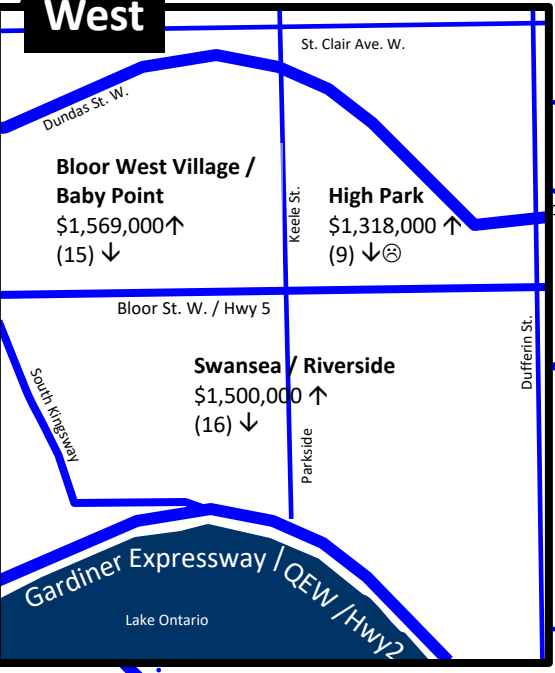 West
St. Clair Ave. W.
Dundas St. W.
Bloor West Village /
Baby Point
$1,569,000↑
(15) ↓
Keele St.
High Park
$1,318,000 ↑
(9) ↓☹
Bloor St. W. / Hwy 5
Dufferin St.
South Kingsway
Swansea / Riverside
$1,500,000 ↑
(16) ↓
Parkside
Gardiner Expressway / QEW /Hwy2
Lake Ontario